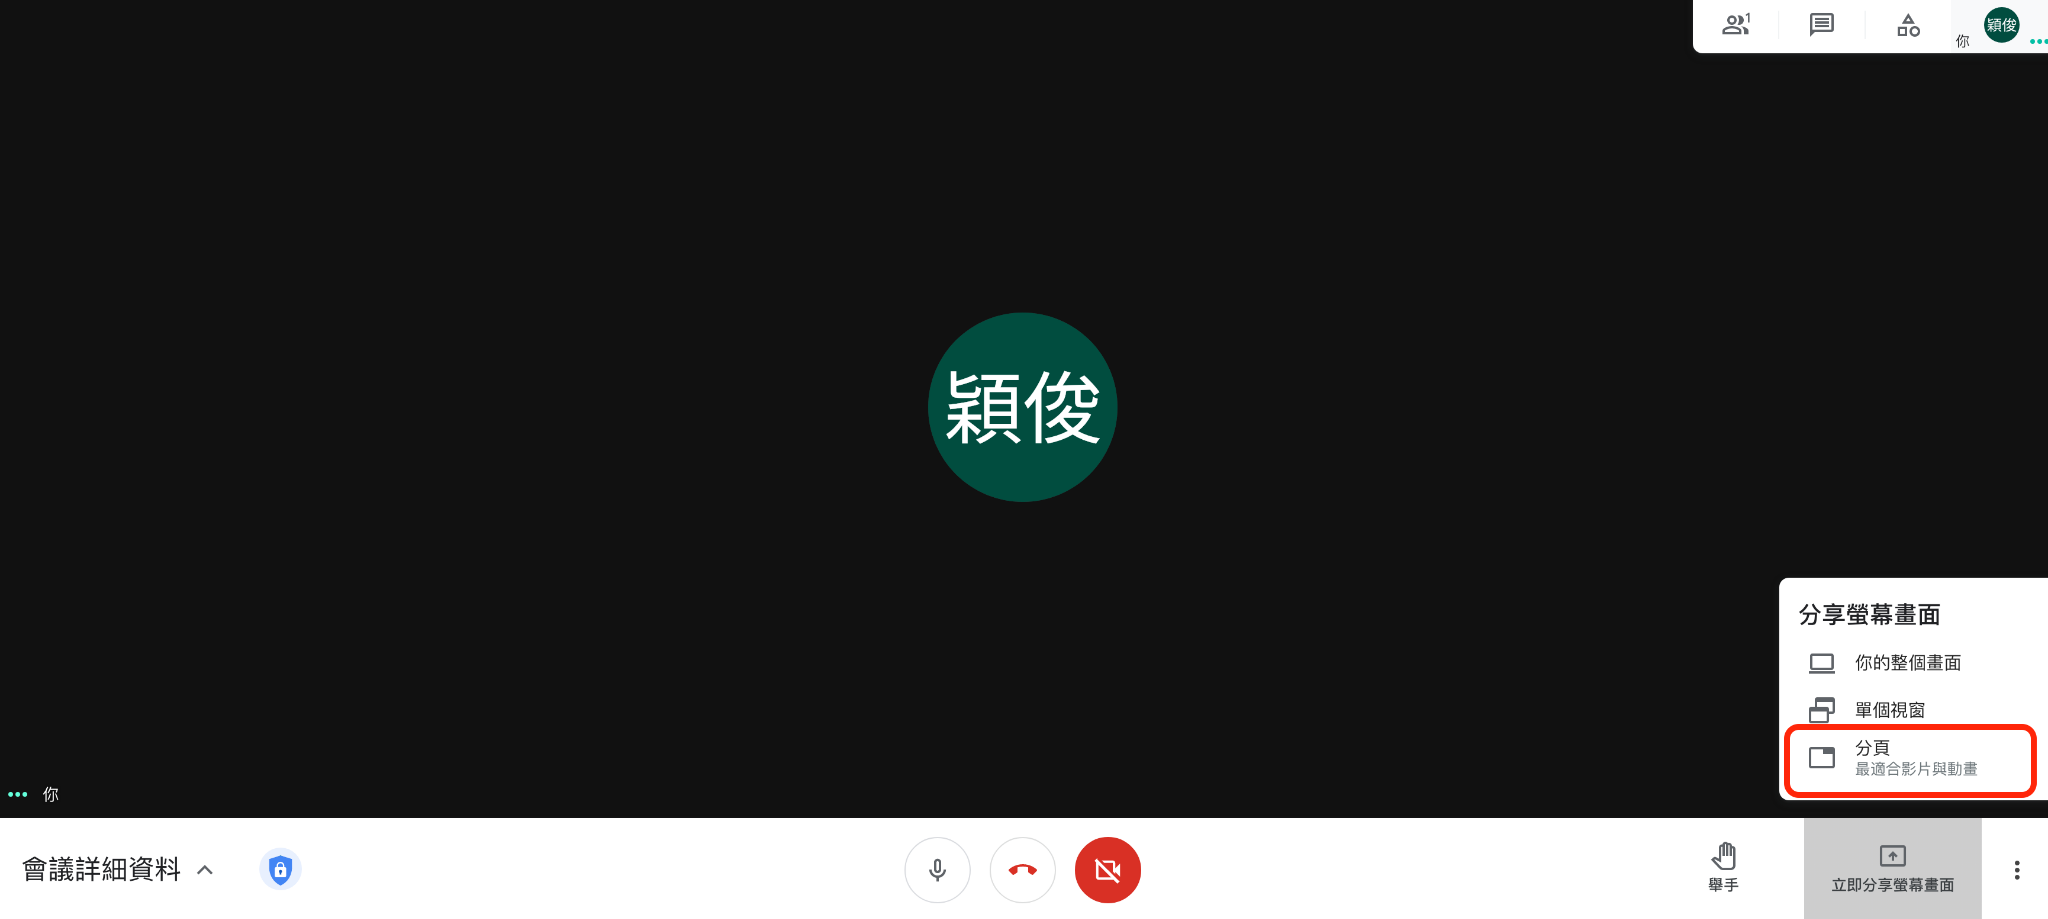 1
你
穎俊
穎俊
分享螢幕畫面
你的整個畫面
單個視窗
分頁
最適合影片與動畫
你
會議詳細資料
舉手
立即分享螢幕畫面